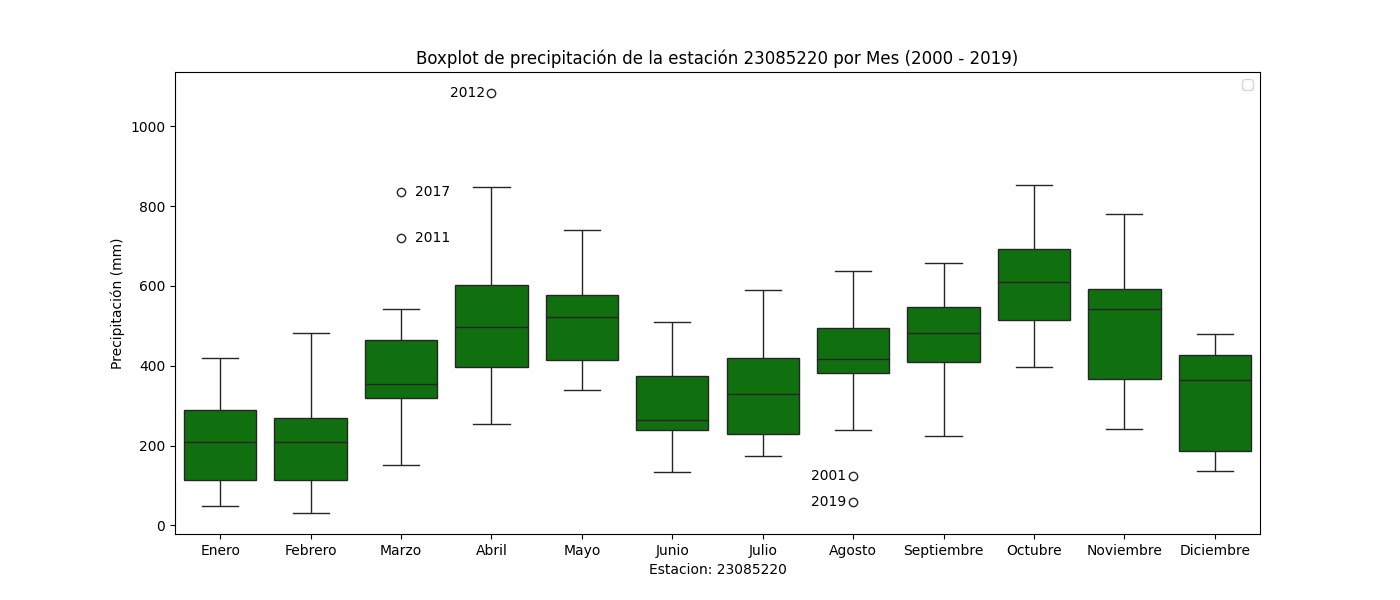 Boxplot de precipitación de la estación 23085220 por Mes (2000 - 2019)
Precipitación (mm)
1000
800
600
400
200
0
2012
2017
2011
2001
2019
Enero Febrero Marzo Abril Mayo Junio Julio Agosto Septiembre Octubre Noviembre Diciembre
Estacion: 23085220